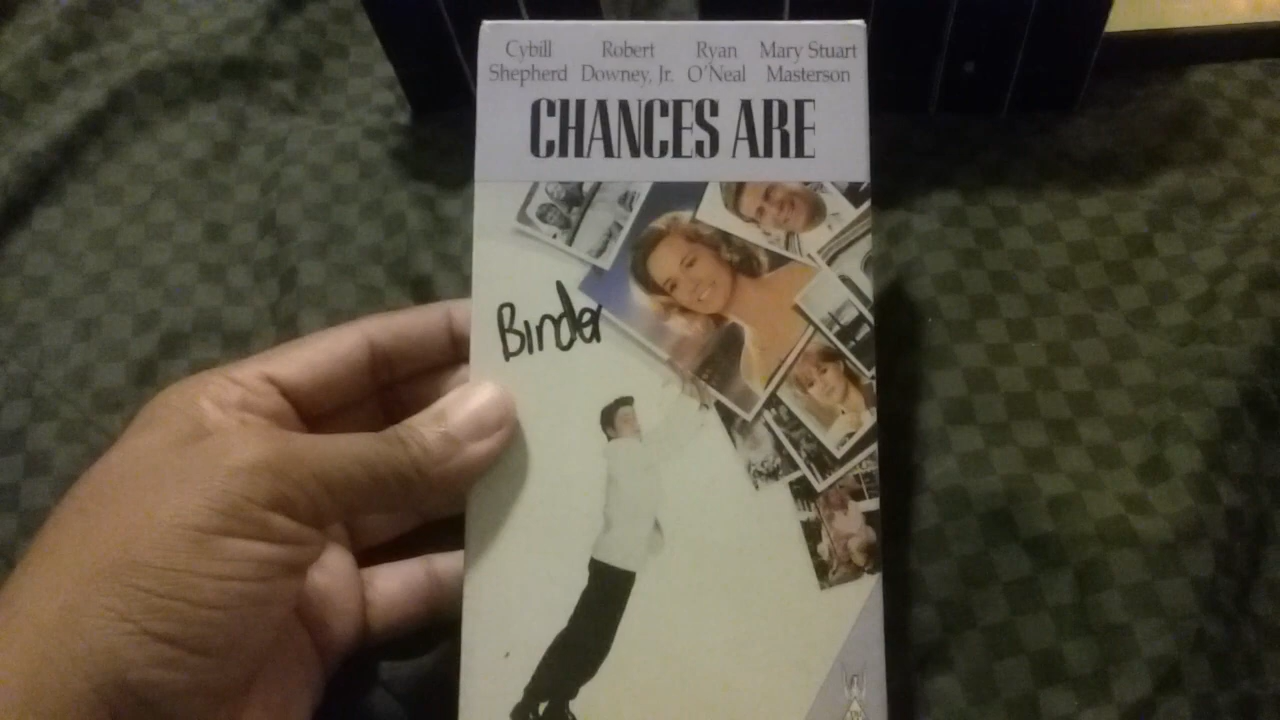 Cybill Robert Ryan Mary Stuart
Shepherd Downey, Jr. O'Neal Masterson
CHANCES ARE
Binder